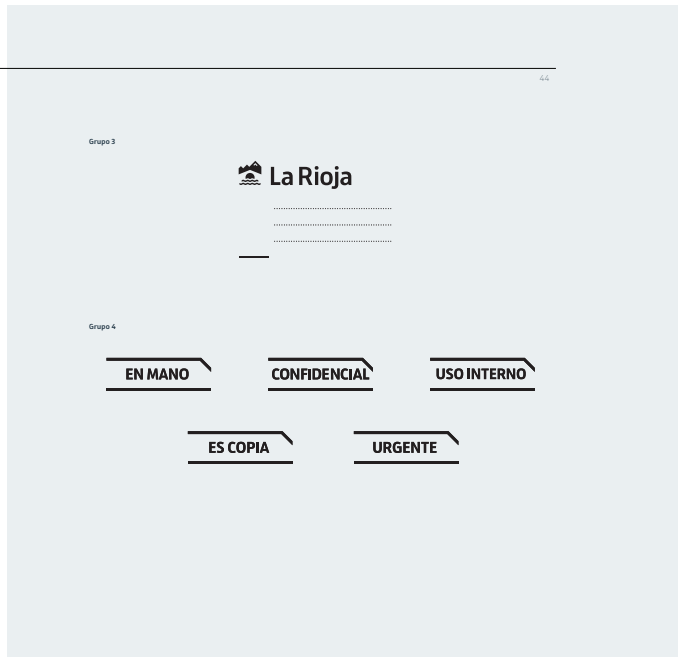 44
Grupo 3
La Rioja
Grupo 4
EN MANO
CONFIDENCIAL
USO INTERNO
ES COPIA
URGENTE